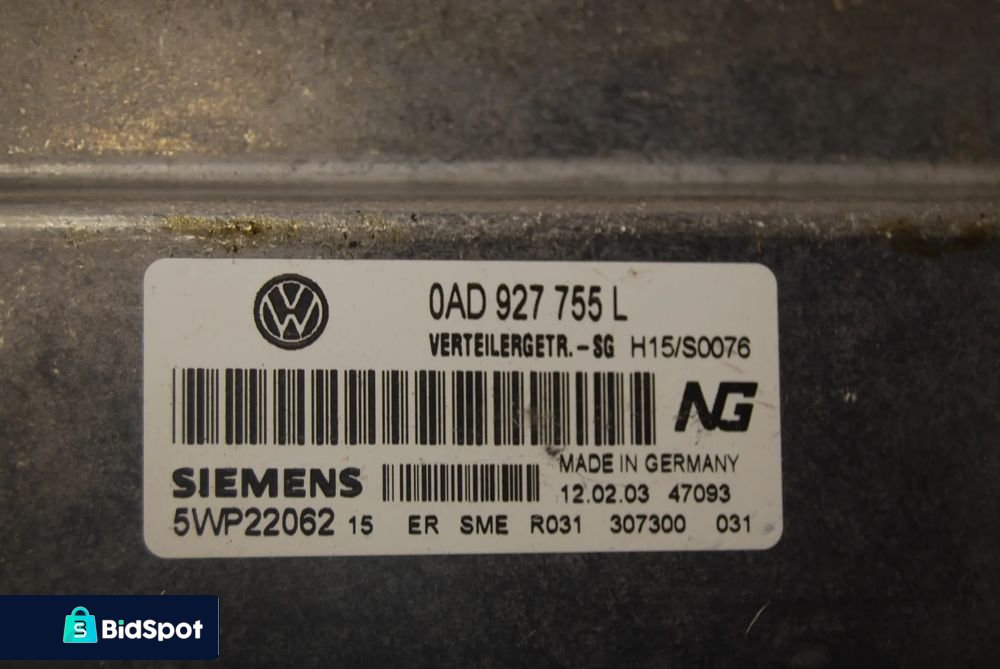 0AD 927 755 L
VERTEILERGETR.-SG H15/S0076
NG
SIEMENS
MADE IN GERMANY
12.02.03 47093
5WP22062 15 ER SME R031 307300 031
BidSpot